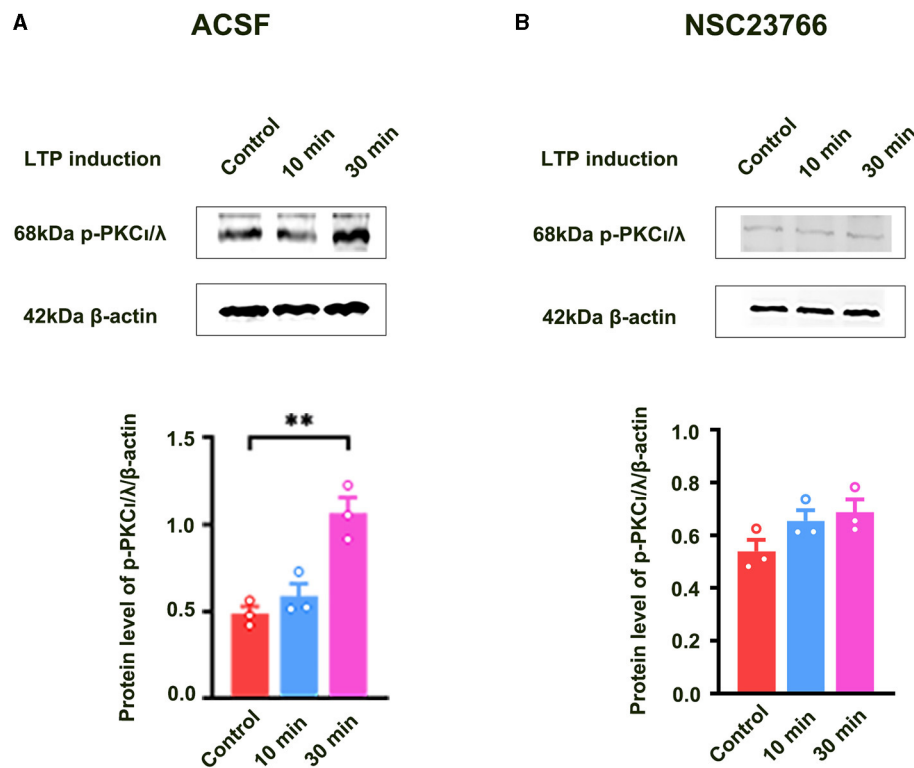 A
ACSF
LTP induction
Control
10 min
30 min
68kDa p-PKCι/λ
42kDa β-actin
Protein level of p-PKCι/λ/β-actin
1.5
1.0
0.5
0.0
**
Control
10 min
30 min
B
NSC23766
LTP induction
Control
10 min
30 min
68kDa p-PKCι/λ
42kDa β-actin
Protein level of p-PKCι/λ/β-actin
1.0
0.8
0.6
0.4
0.2
0.0
Control
10 min
30 min